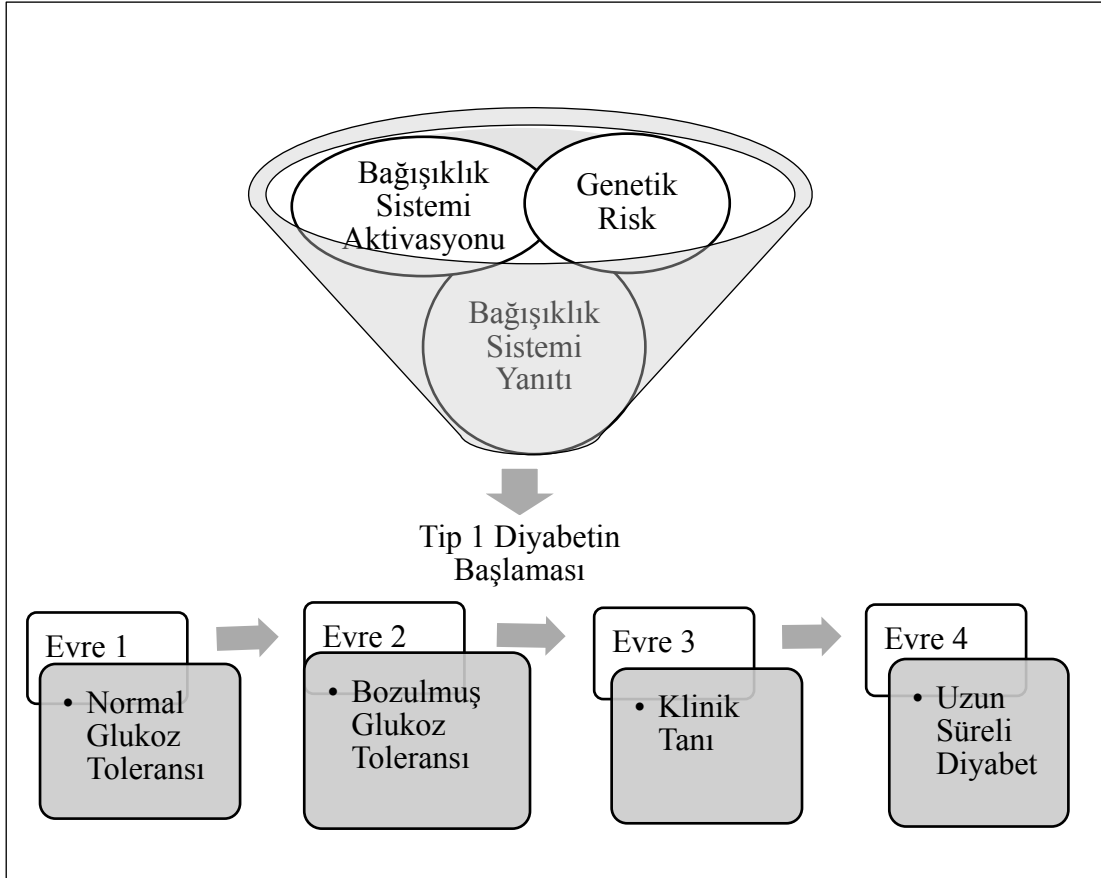 Bağışıklık
Sistemi
Aktivasyonu
Genetik
Risk
Bağışıklık
Sistemi
Yanıtı
Tip 1 Diyabetin
Başlaması
Evre 1
• Normal
Glukoz
Toleransı
Evre 2
• Bozulmuş
Glukoz
Toleransı
Evre 3
• Klinik
Tanı
Evre 4
• Uzun
Süreli
Diyabet